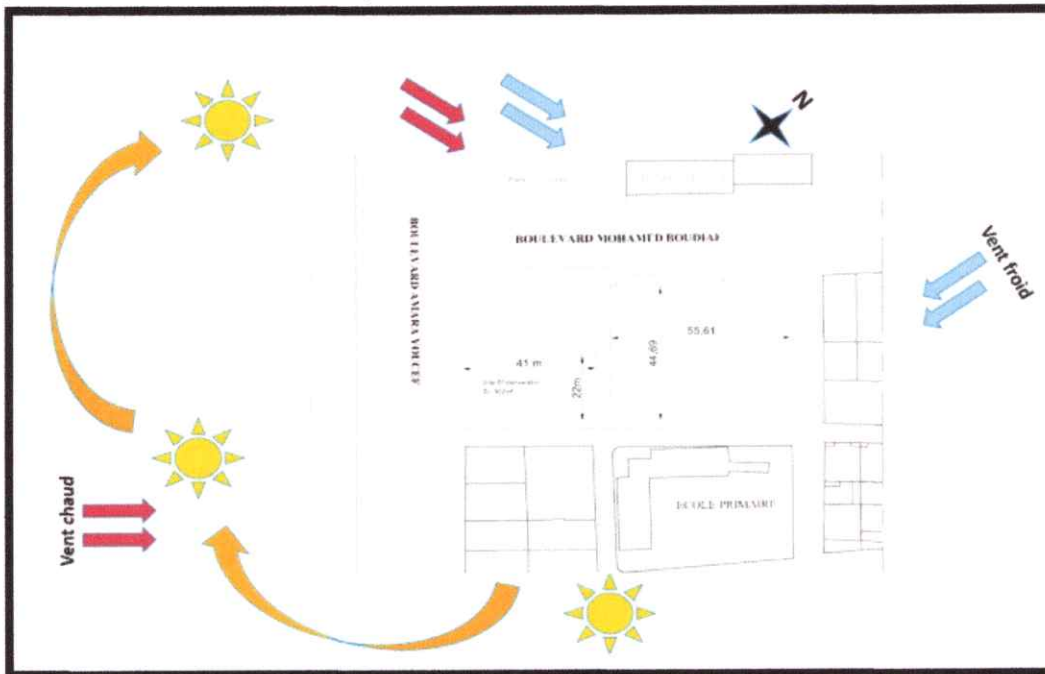 N
BOULEVARD MOHAMED BOUDIAF
BOULEVARD AMARA YOUCEF
Vent froid
55,61
44,69
41 m
22m
Vent chaud
ECOLE PRIMAIRE